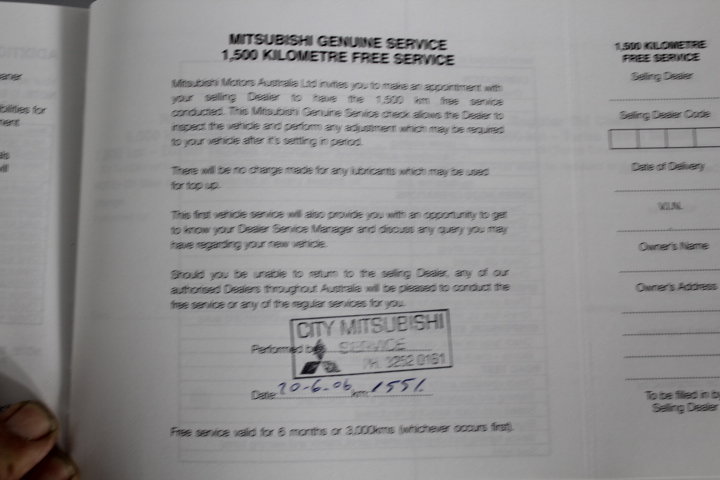 MITSUBISHI GENUINE SERVICE
1,500 KILOMETRE FREE SERVICE
Mitsubishi Motors Australia Ltd invites you to make an appointment with
your selling Dealer to have the 1,500 km free service
conducted. This Mitsubishi Genuine Service check allows the Dealer to
inspect the vehicle and perform any adjustment which may be required
to your vehicle after it's settling in period.
There will be no charge made for any lubricants which may be used
for top up.
This first vehicle service will also provide you with an opportunity to get
to know your Dealer Service Manager and discuss any query you may
have regarding your new vehicle.
Should you be unable to return to the selling Dealer, any of our
authorised Dealers throughout Australia will be pleased to conduct the
free service or any of the regular services for you.
CITY MITSUBISHI
Performed by: SERVICE
Ph. 3252 0161
Date: 20-6-06 km: 1551.
Free service valid for 6 months or 3,000kms (whichever occurs first).
1,500 KILOMETRE
FREE SERVICE
Selling Dealer
Selling Dealer Code
Date of Delivery
V.I.N.
Owner's Name
Owner's Address
To be filled in by
Selling Dealer